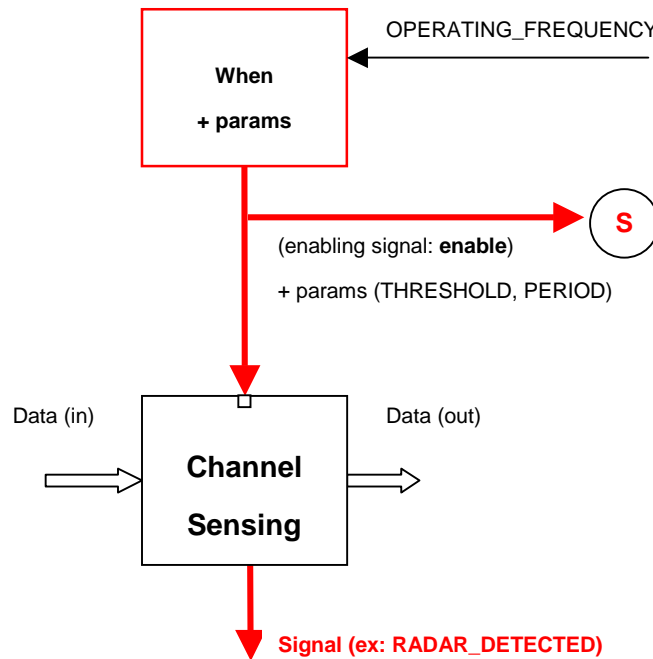 OPERATING_FREQUENCY
When
+ params
S
(enabling signal: enable)
+ params (THRESHOLD, PERIOD)
Data (in)
Data (out)
Channel
Sensing
Signal (ex: RADAR_DETECTED)